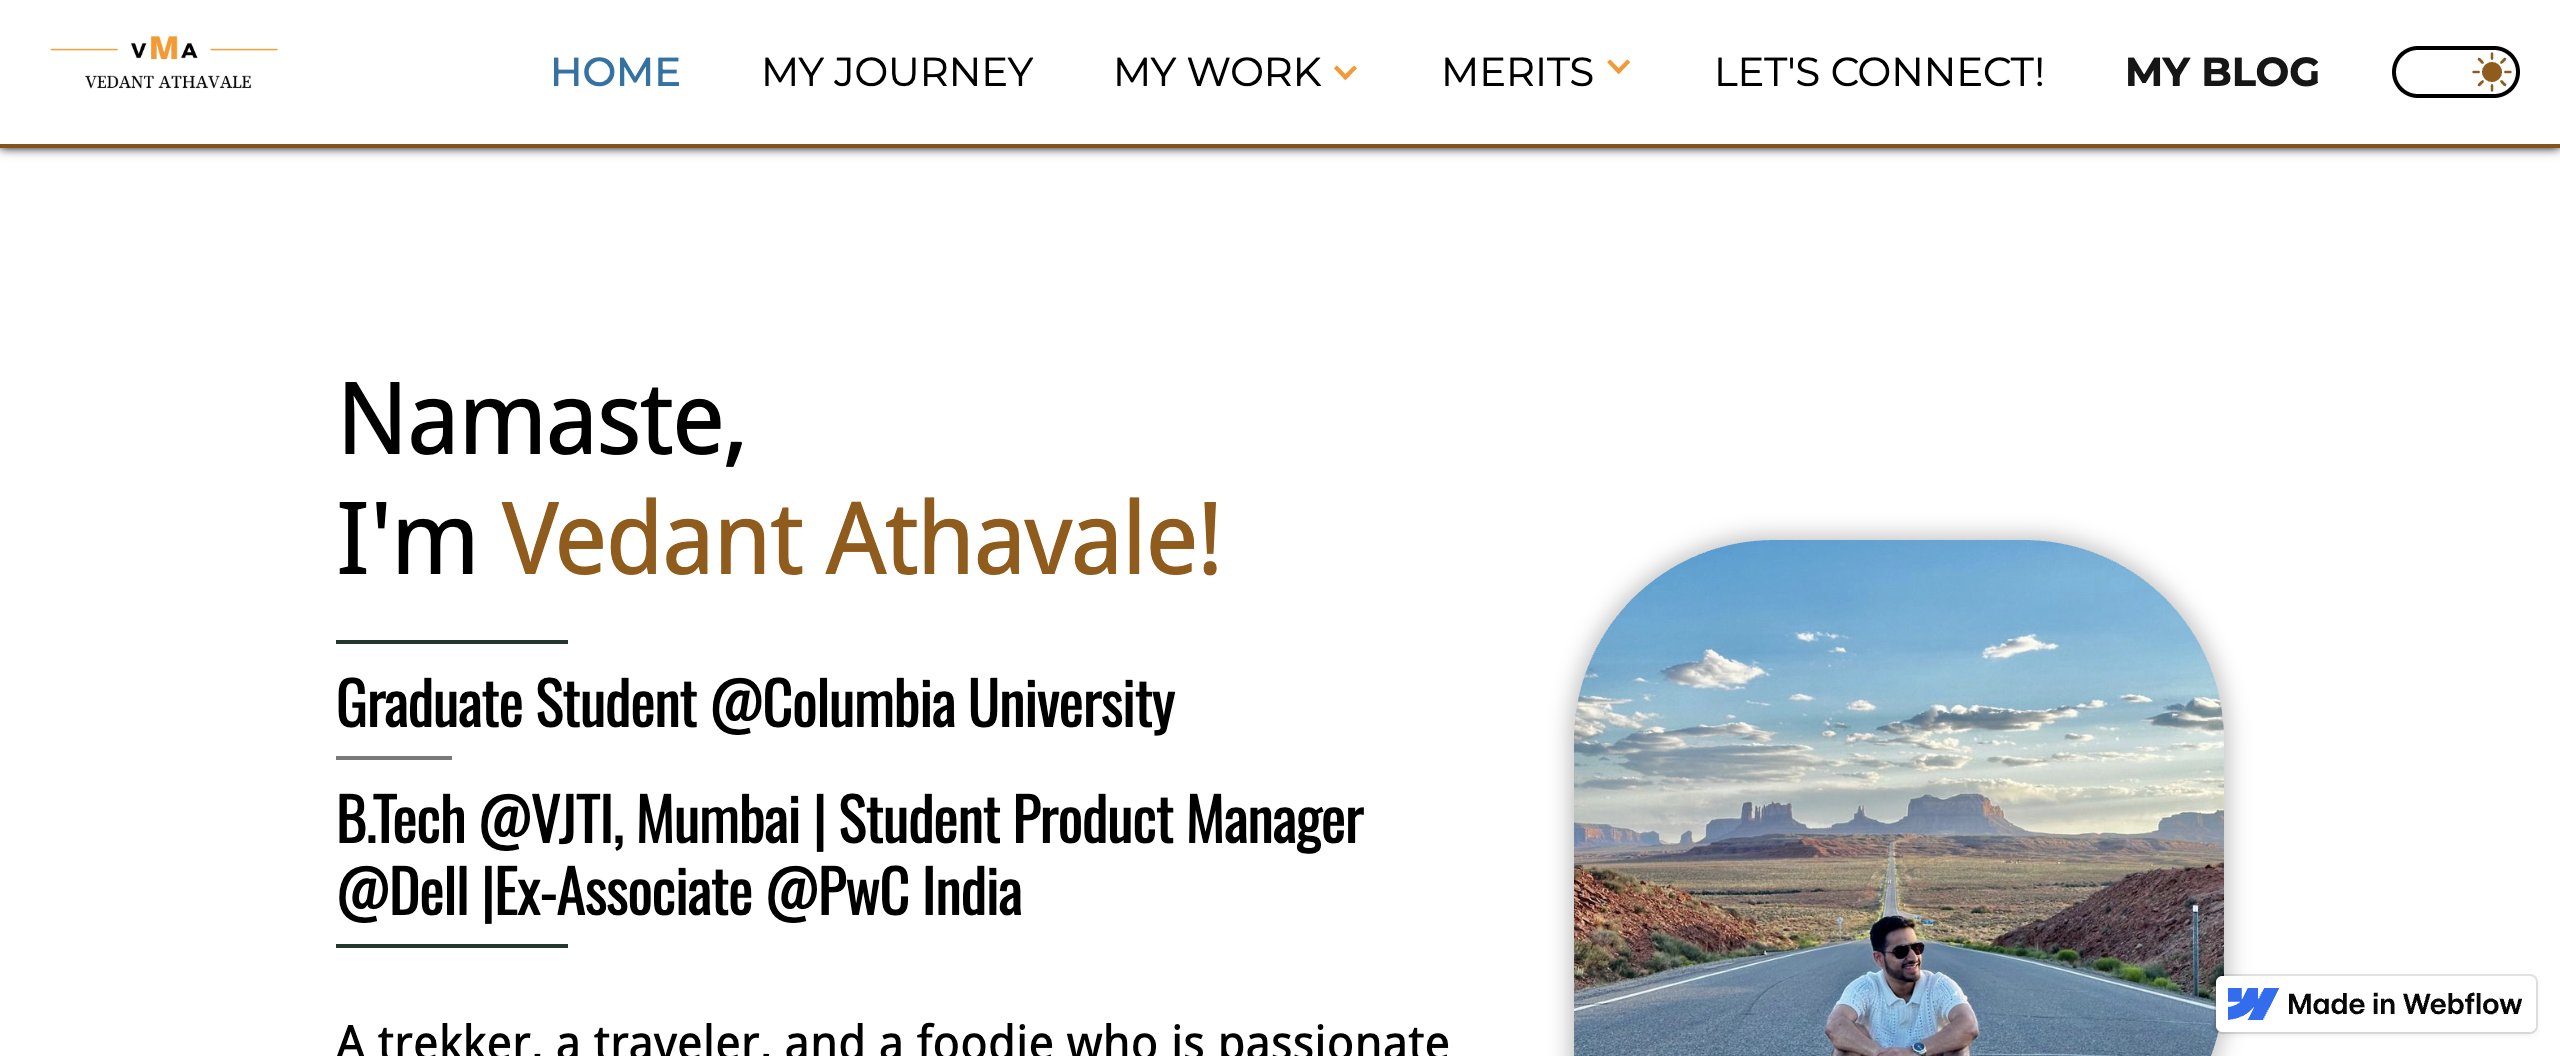 VMA
VEDANT ATHAVALE
HOME MY JOURNEY MY WORK MERITS LET'S CONNECT! MY BLOG
Namaste,
I'm Vedant Athavale!
Graduate Student @Columbia University
B.Tech @VJTI, Mumbai | Student Product Manager
@Dell |Ex-Associate @PwC India
A trekker, a traveler, and a foodie who is passionate
Made in Webflow